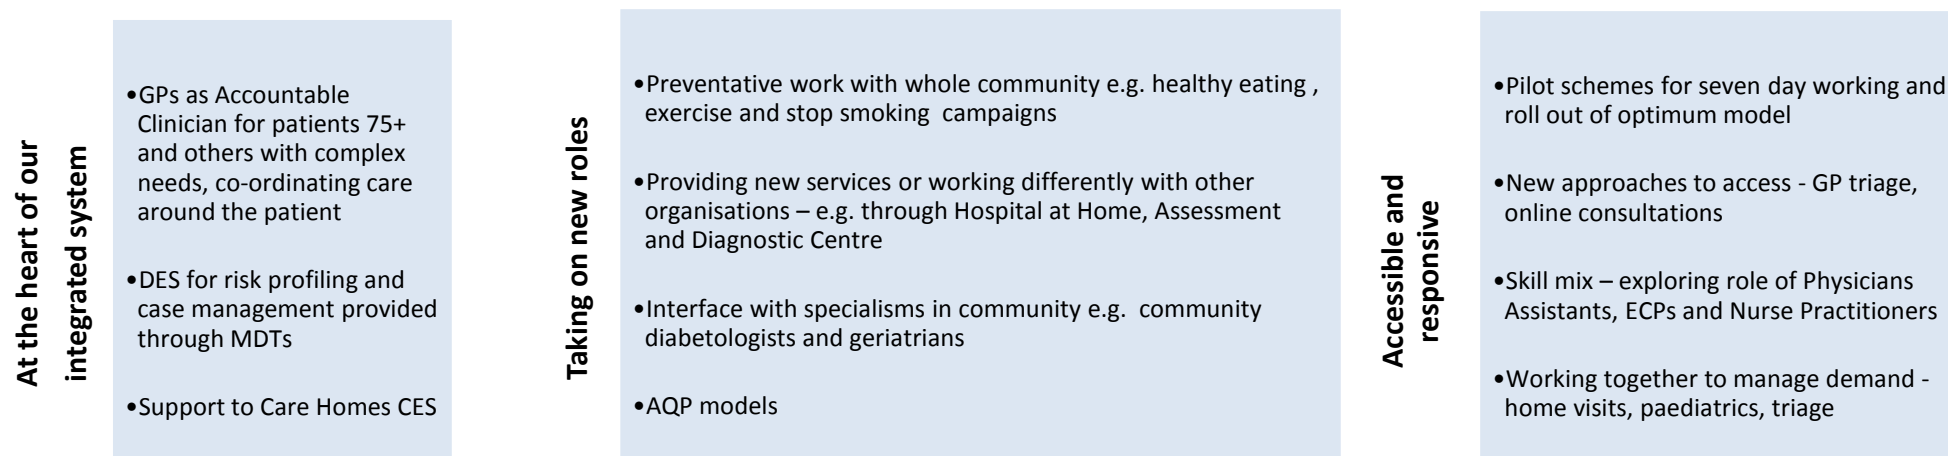 At the heart of our
integrated system
•GPs as Accountable
Clinician for patients 75+
and others with complex
needs, co-ordinating care
around the patient
•DES for risk profiling and
case management provided
through MDTs
•Support to Care Homes CES
Taking on new roles
•Preventative work with whole community e.g. healthy eating ,
exercise and stop smoking  campaigns
•Providing new services or working differently with other
organisations – e.g. through Hospital at Home, Assessment
and Diagnostic Centre
•Interface with specialisms in community e.g.  community
diabetologists and geriatrians
•AQP models
Accessible and
responsive
•Pilot schemes for seven day working and
roll out of optimum model
•New approaches to access - GP triage,
online consultations
•Skill mix – exploring role of Physicians
Assistants, ECPs and Nurse Practitioners
•Working together to manage demand -
home visits, paediatrics, triage